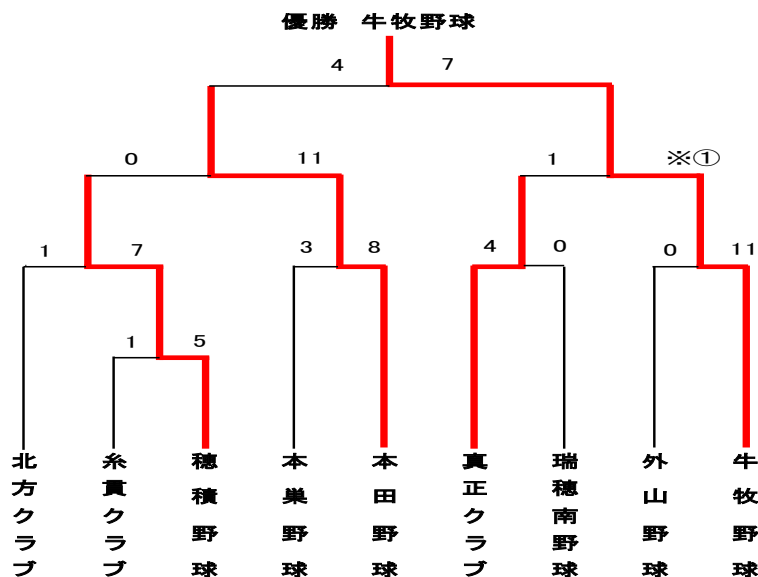 優勝 牛牧野球
4 7
0 11 1 ※①
1 7 3 8 4 0 0 11
1 5
北方クラブ
糸貫クラブ
穂積野球
本巣野球
本田野球
真正クラブ
瑞穂南野球
外山野球
牛牧野球